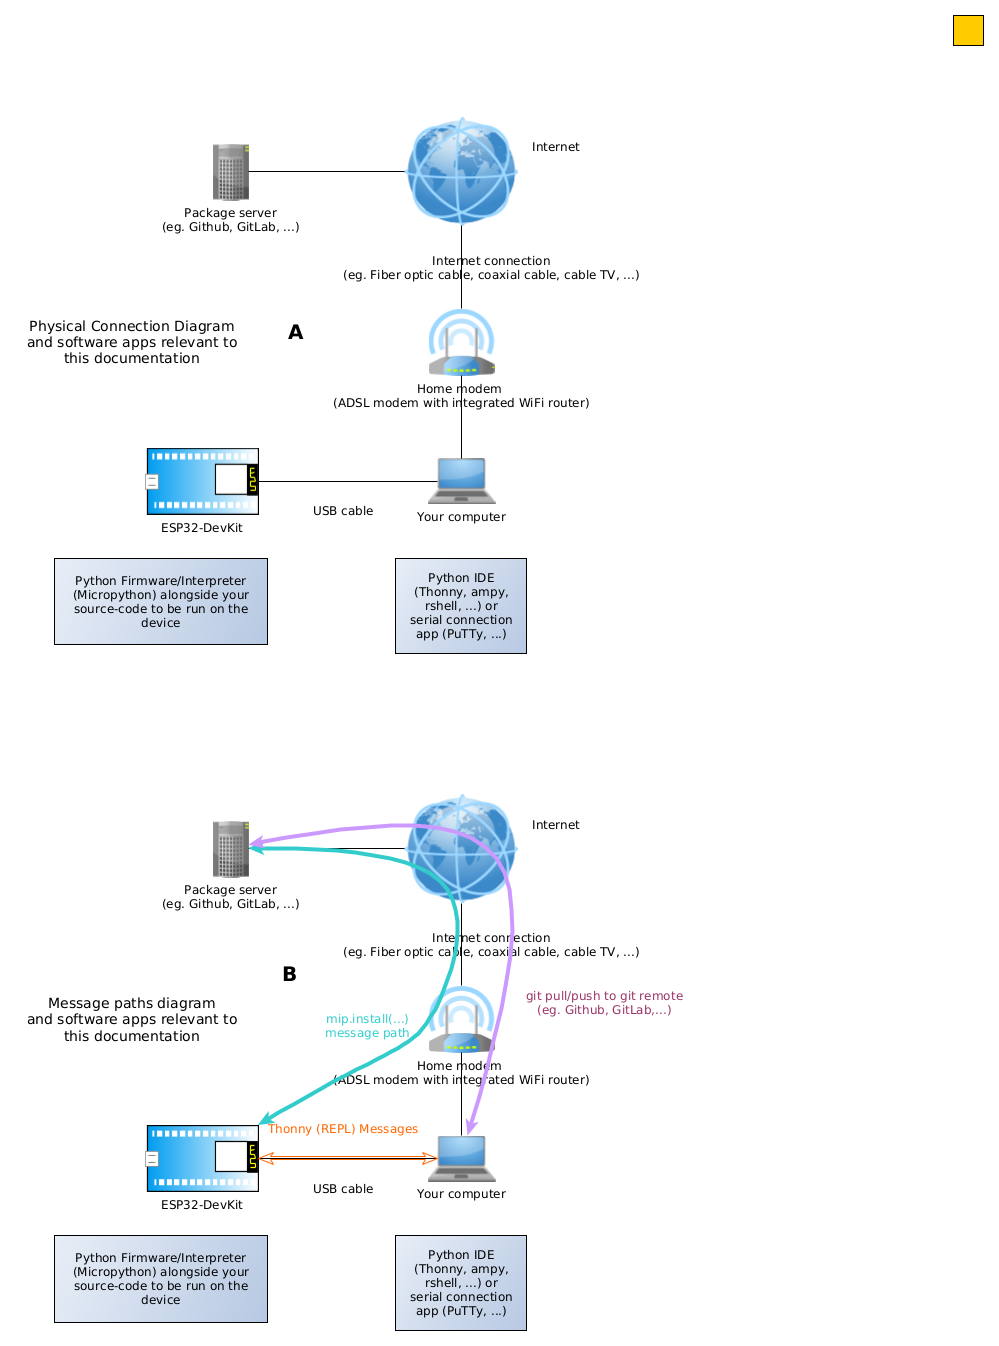 Internet
Package server
(eg. Github, GitLab, ...)
Internet connection
(eg. Fiber optic cable, coaxial cable, cable TV, ...)
Physical Connection Diagram
and software apps relevant to
this documentation
A
Home modem
(ADSL modem with integrated WiFi router)
ESP32-DevKit
USB cable
Your computer
Python Firmware/Interpreter
(Micropython) alongside your
source-code to be run on the
device
Python IDE
(Thonny, ampy,
rshell, ...) or
serial connection
app (PuTTy, ...)
Internet
Package server
(eg. Github, GitLab, ...)
Internet connection
(eg. Fiber optic cable, coaxial cable, cable TV, ...)
B
Message paths diagram
and software apps relevant to
this documentation
mip.install(...)
message path
git pull/push to git remote
(eg. Github, GitLab,...)
Home modem
(ADSL modem with integrated WiFi router)
Thonny (REPL) Messages
ESP32-DevKit
USB cable
Your computer
Python Firmware/Interpreter
(Micropython) alongside your
source-code to be run on the
device
Python IDE
(Thonny, ampy,
rshell, ...) or
serial connection
app (PuTTy, ...)